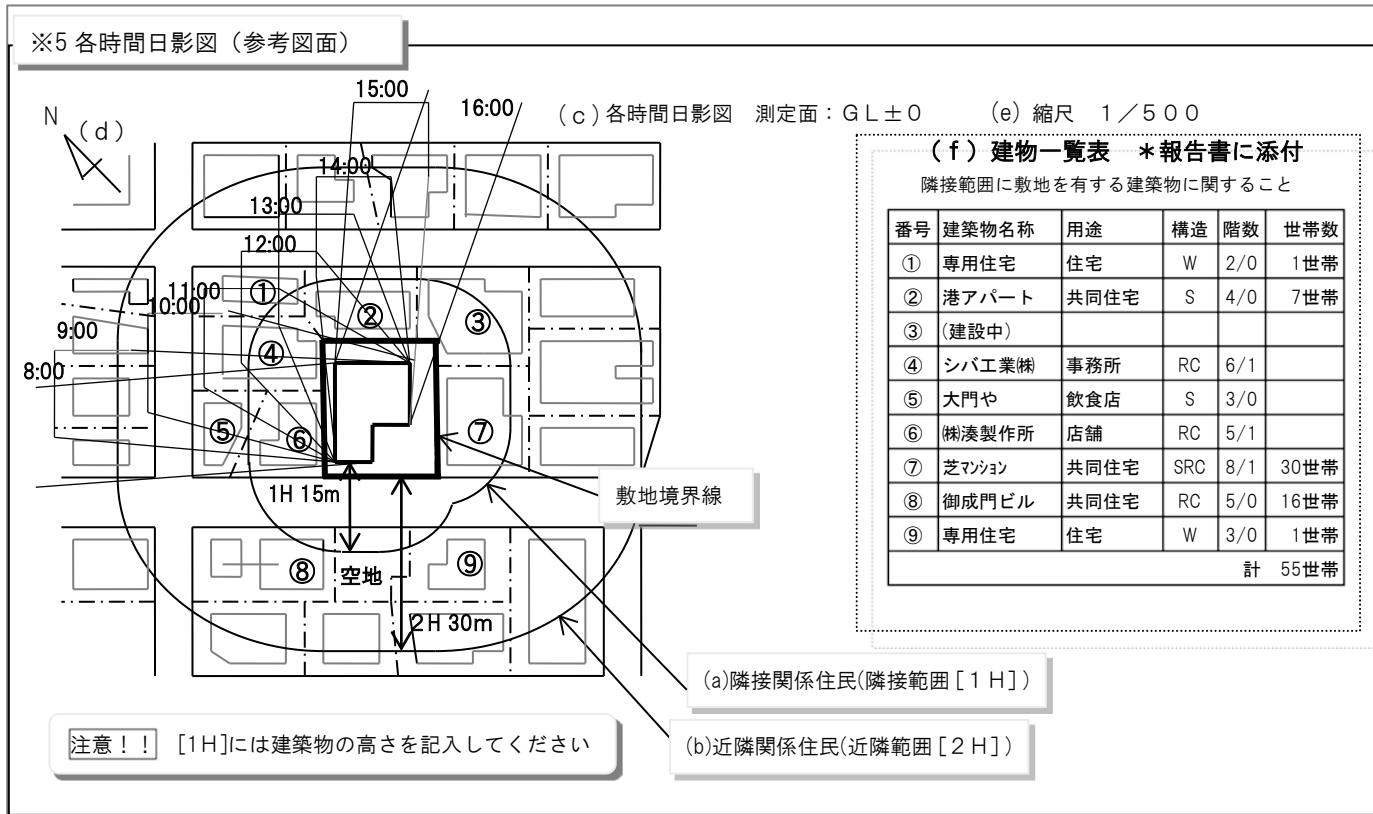 ※5 各時間日影図（参考図面）
N
(d)
(c)各時間日影図　測定面：GL±0
(e) 縮尺　1／500
15:00
16:00
14:00
13:00
12:00
11:00
10:00
9:00
8:00
①
②
③
④
⑤
⑥
⑦
1H 15m
敷地境界線
⑧
空地
⑨
2H 30m
(a)隣接関係住民(隣接範囲[1H])
(b)近隣関係住民(近隣範囲[2H])
注意！！　[1H]には建築物の高さを記入してください
(f) 建物一覧表　＊報告書に添付
隣接範囲に敷地を有する建築物に関すること
番号 建築物名称 用途 構造 階数 世帯数
① 専用住宅 住宅 W 2/0 1世帯
② 港アパート 共同住宅 S 4/0 7世帯
③ (建設中)
④ シバ工業㈱ 事務所 RC 6/1
⑤ 大門や 飲食店 S 3/0
⑥ ㈱湊製作所 店舗 RC 5/1
⑦ 芝ﾏﾝｼｮﾝ 共同住宅 SRC 8/1 30世帯
⑧ 御成門ビル 共同住宅 RC 5/0 16世帯
⑨ 専用住宅 住宅 W 3/0 1世帯
計 55世帯